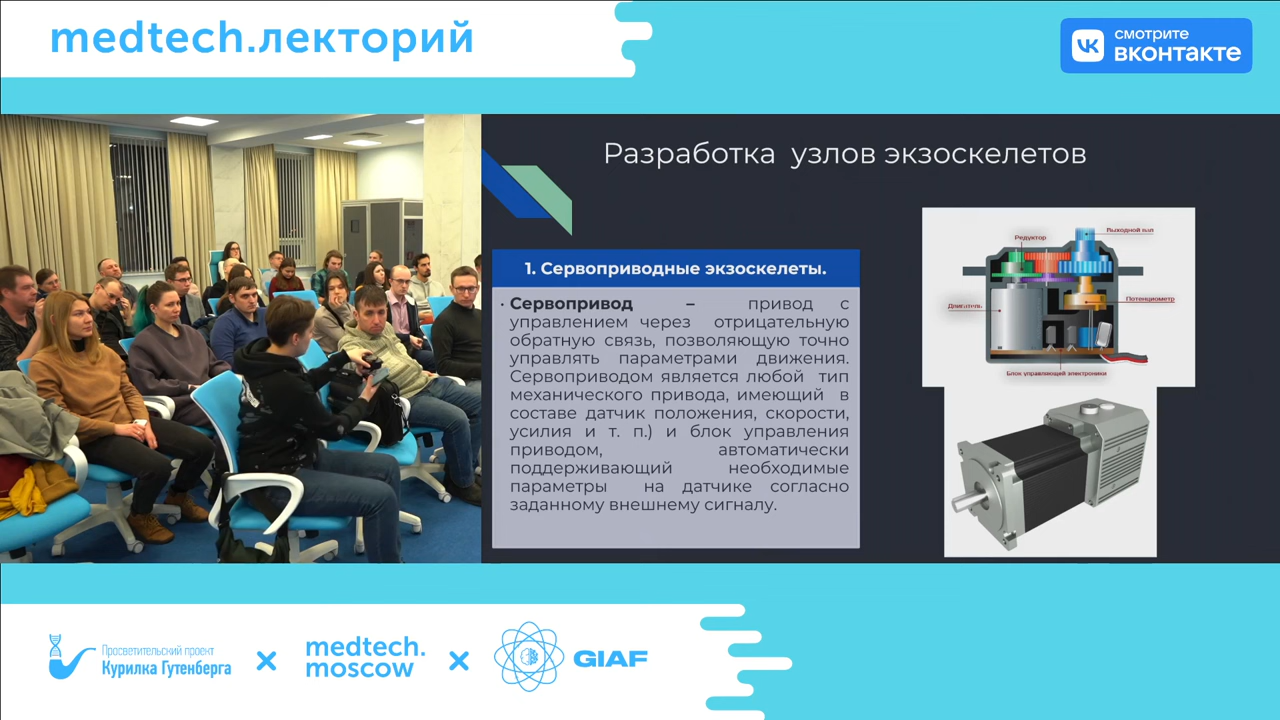 medtech.лекторий
смотрите
вконтакте
Разработка узлов экзоскелетов
1. Сервоприводные экзоскелеты.
· Сервопривод – привод с
управлением через отрицательную
обратную связь, позволяющую точно
управлять параметрами движения.
Сервоприводом является любой тип
механического привода, имеющий в
составе датчик положения, скорости,
усилия и т. п.) и блок управления
приводом, автоматически
поддерживающий необходимые
параметры на датчике согласно
заданному внешнему сигналу.
Редуктор
Выходной вал
Двигатель
Потенциометр
Блок управляющей электроники
Просветительский проект
Курилка Гутенберга
medtech.
moscow
GIAF